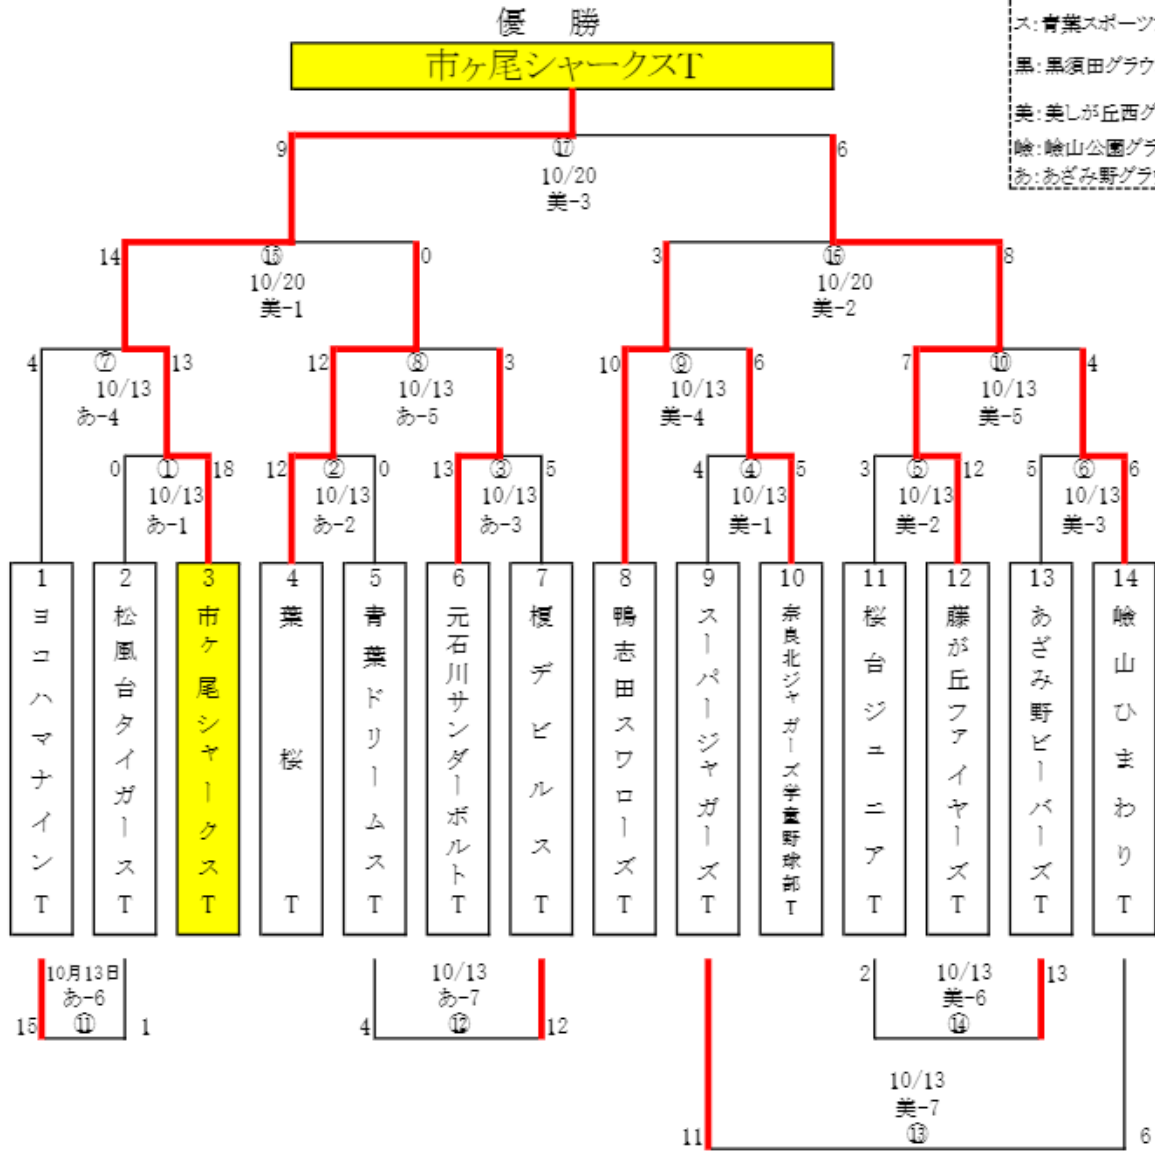 優 勝
市ヶ尾シャークスT
ス:青葉スポーツ
黒:黒須田グラウ
美:美しが丘西グ
嶮:嶮山公園グラ
あ:あざみ野グラ
9 ⑰ 6
10/20
美-3
14 ⑮ 0
10/20
美-1
3 ⑯ 8
10/20
美-2
4 ⑦ 13
10/13
あ-4
12 ⑧ 3
10/13
あ-5
10 ⑨ 6
10/13
美-4
7 ⑩ 4
10/13
美-5
0 ① 18
10/13
あ-1
12 ② 0
10/13
あ-2
13 ③ 5
10/13
あ-3
4 ④ 5
10/13
美-1
3 ⑤ 12
10/13
美-2
5 ⑥ 6
10/13
美-3
1 ヨコハマナインT
2 松風台タイガースT
3 市ケ尾シャークスT
4 葉桜T
5 青葉ドリームスT
6 元石川サンダーボルトT
7 榎デビルスT
8 鴨志田スワローズT
9 スーパージャガーズT
10 奈良北ジャガーズ学童野球部T
11 桜台ジュニアT
12 藤が丘ファイヤーズT
13 あざみ野ビーバーズT
14 嶮山ひまわりT
10月13日
あ-6
15 ⑪ 1
10/13
あ-7
4 ⑫ 12
2 10/13 13
美-6
⑭
10/13
美-7
11 ⑬ 6